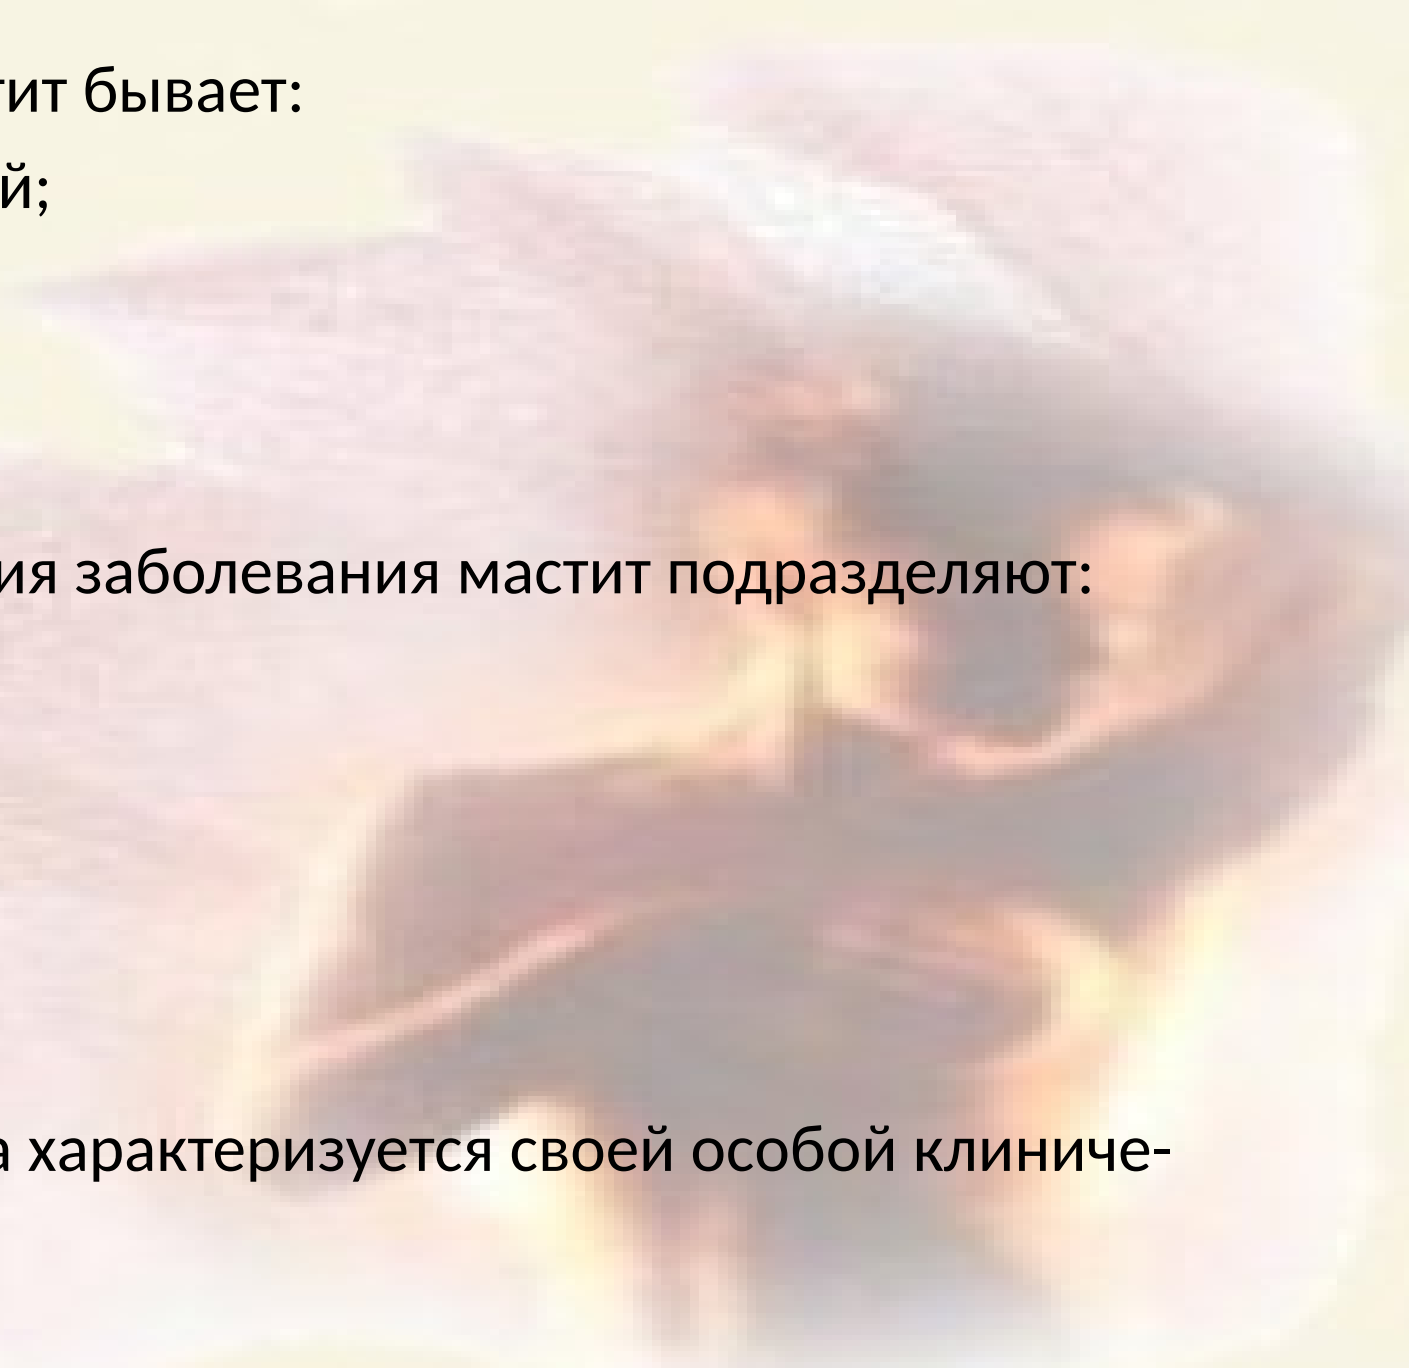 тит бывает:
й;
ия заболевания мастит подразделяют:
а характеризуется своей особой клиниче-